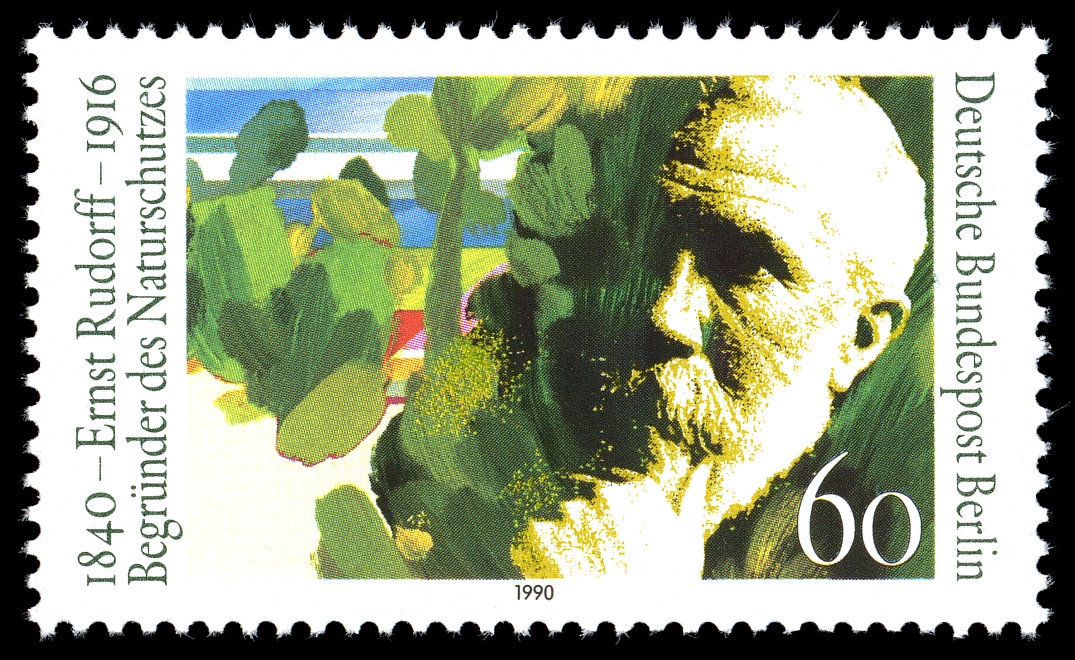 1840 – Ernst Rudorff – 1916
Begründer des Naturschutzes
Deutsche Bundespost Berlin
60
1990